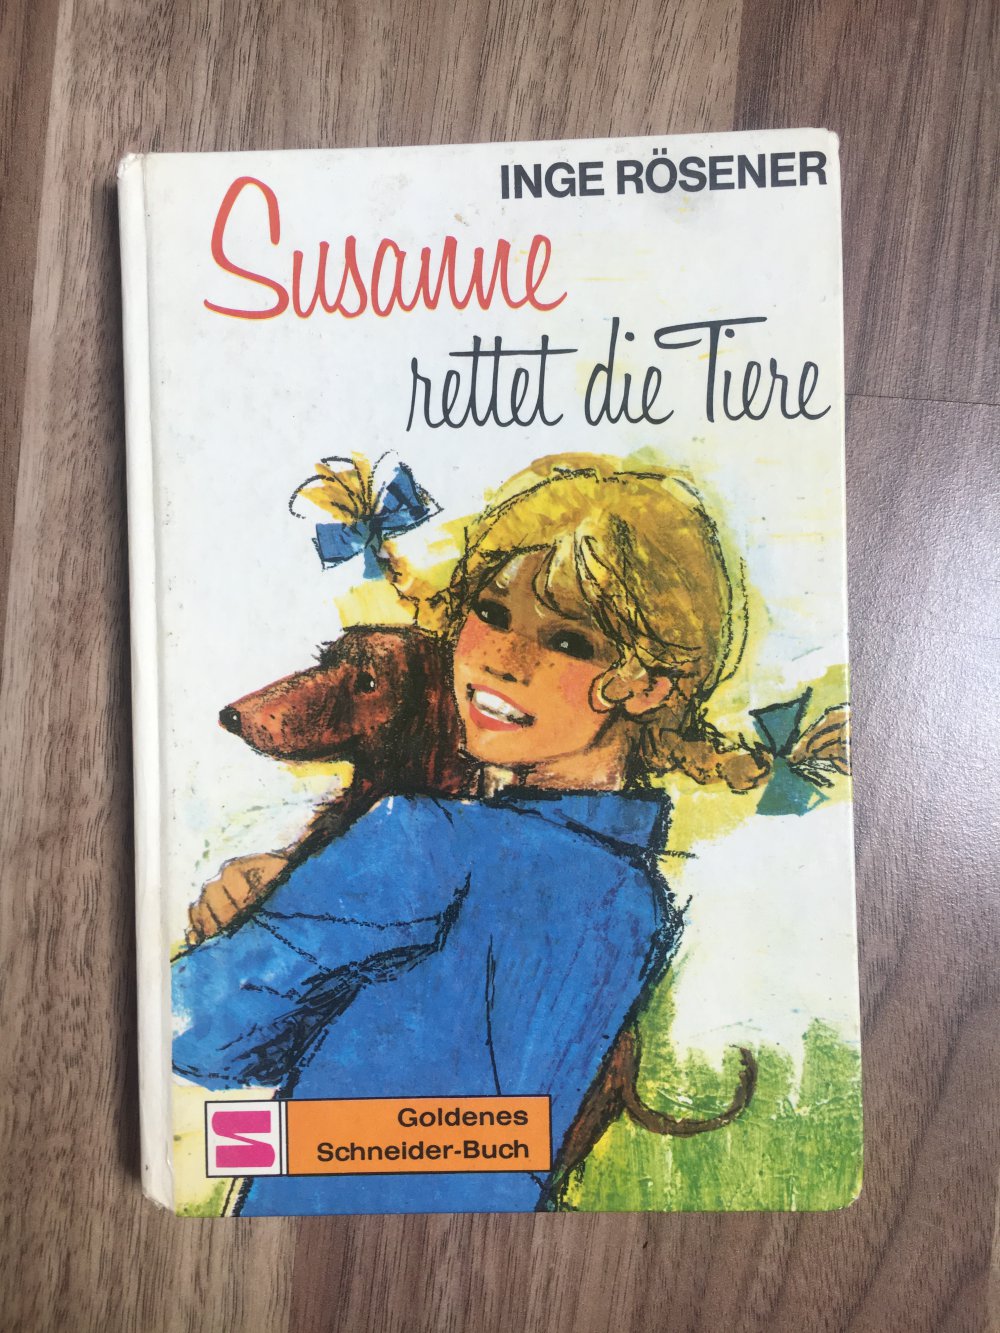 INGE RÖSENER
Susanne
rettet die Tiere
Goldenes
Schneider-Buch